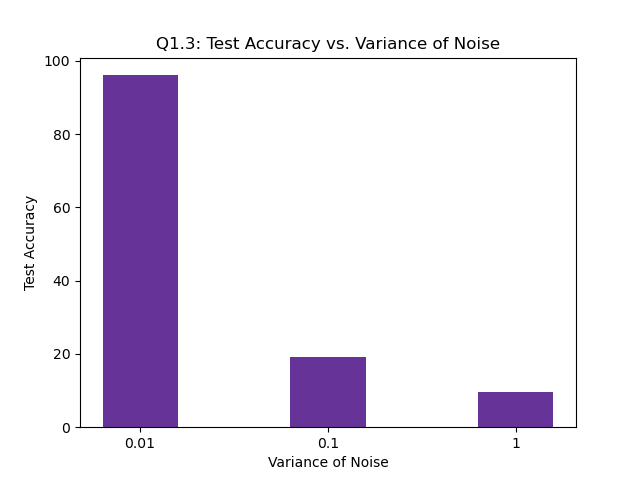 Q1.3: Test Accuracy vs. Variance of Noise
100
80
60
40
20
0
Test Accuracy
0.01 0.1 1
Variance of Noise